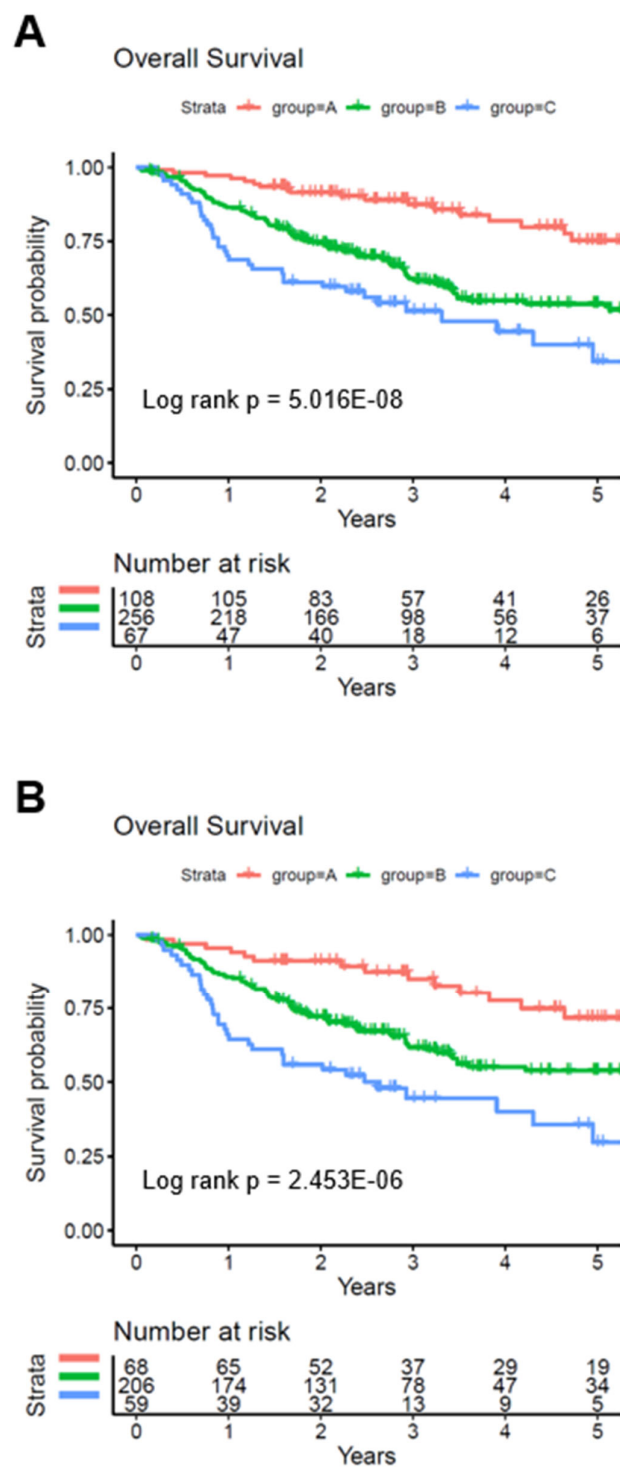 A
Overall Survival
Strata group=A group=B group=C
Survival probability
1.00
0.75
0.50
0.25
0.00
Log rank p = 5.016E-08
0 1 2 3 4 5
Years
Number at risk
Strata
108 105 83 57 41 26
256 218 166 98 56 37
67 47 40 18 12 6
0 1 2 3 4 5
Years
B
Overall Survival
Strata group=A group=B group=C
Survival probability
1.00
0.75
0.50
0.25
0.00
Log rank p = 2.453E-06
0 1 2 3 4 5
Years
Number at risk
Strata
68 65 52 37 29 19
206 174 131 78 47 34
59 39 32 13 9 5
0 1 2 3 4 5
Years